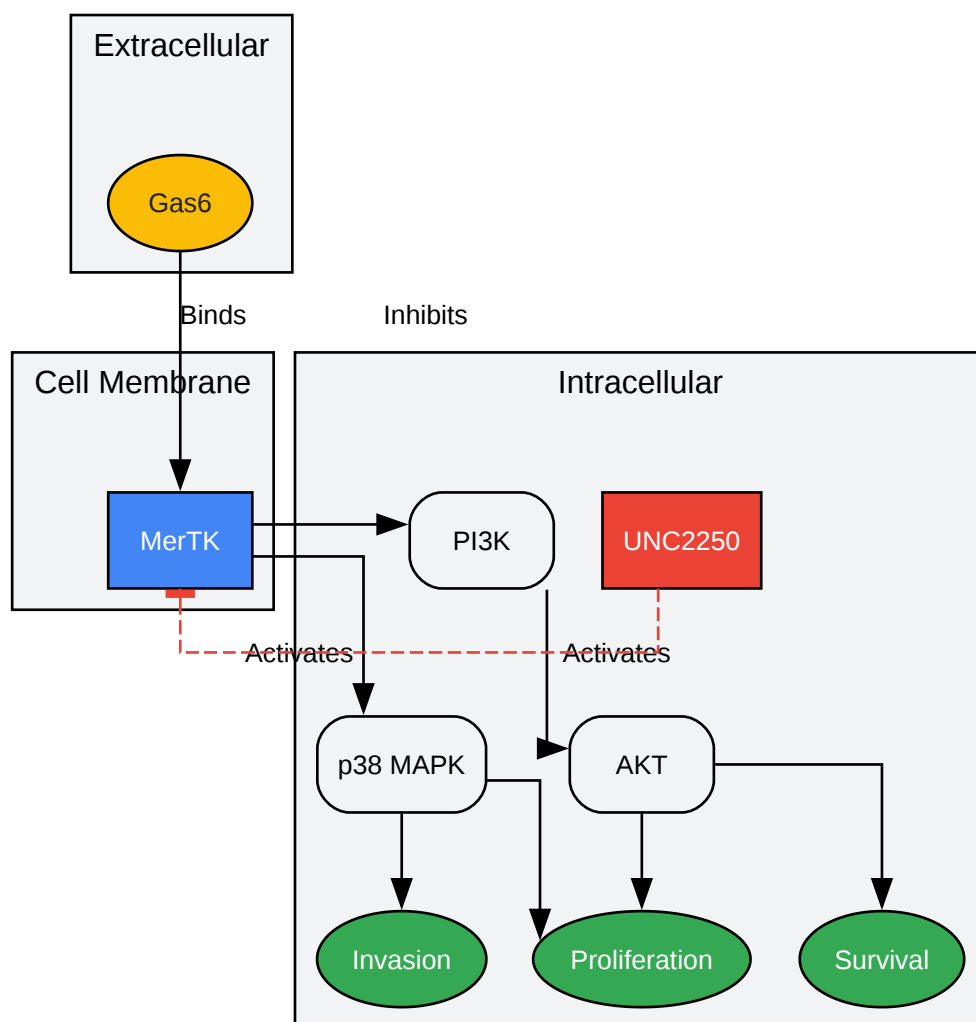 Extracellular
Gas6
Binds
Inhibits
Cell Membrane
Intracellular
MerTK
PI3K
UNC2250
Activates
Activates
p38 MAPK
AKT
Invasion
Proliferation
Survival